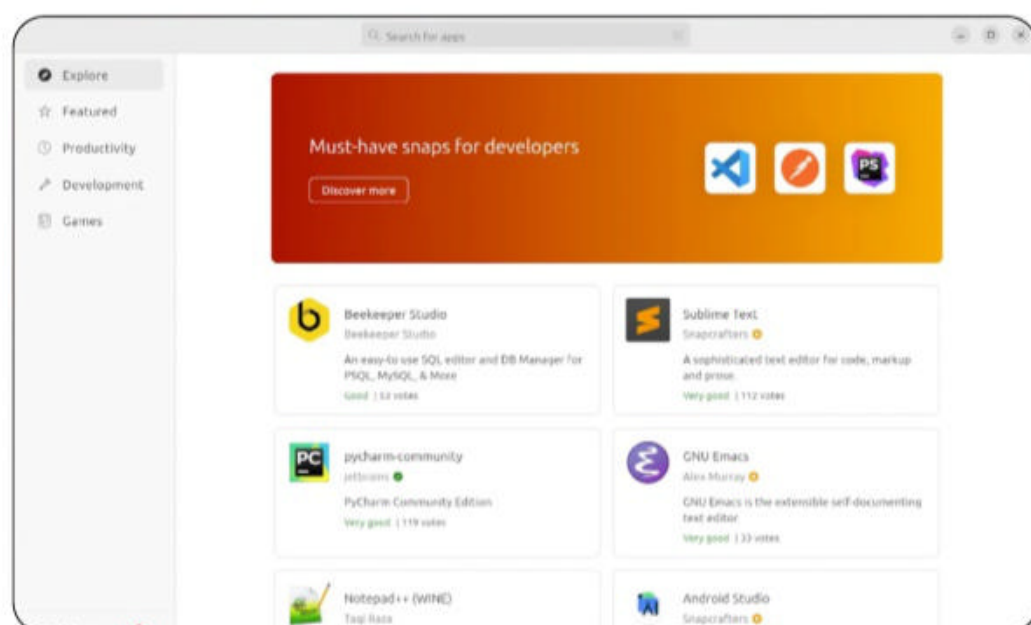 Search for apps
Explore
Featured
Productivity
Development
Games
Must-have snaps for developers
Discover more
PS
Beekeeper Studio
Beekeeper Studio
An easy-to use SQL editor and DB Manager for
PSQL, MySQL, & More
Good | 53 votes
Sublime Text
Snapcrafters
A sophisticated text editor for code, markup
and prose.
Very good | 112 votes
PC
pycharm-community
jetbrains
PyCharm Community Edition
Very good | 119 votes
GNU Emacs
Alex Murray
GNU Emacs is the extensible self-documenting
text editor
Very good | 33 votes
Notepad++ (WINE)
Taqi Raza
Android Studio
Snapcrafters